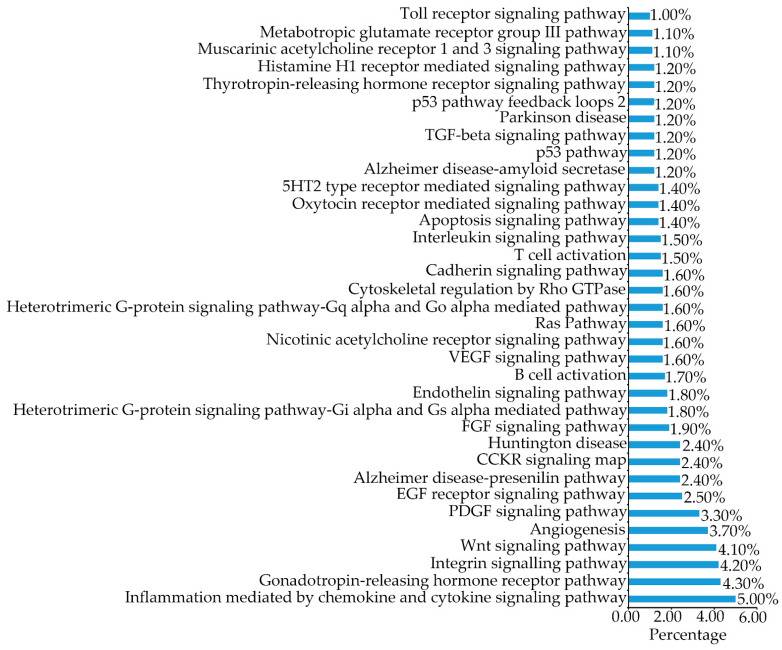 Toll receptor signaling pathway 1.00%
Metabotropic glutamate receptor group III pathway 1.10%
Muscarinic acetylcholine receptor 1 and 3 signaling pathway 1.10%
Histamine H1 receptor mediated signaling pathway 1.20%
Thyrotropin-releasing hormone receptor signaling pathway 1.20%
p53 pathway feedback loops 2 1.20%
Parkinson disease 1.20%
TGF-beta signaling pathway 1.20%
p53 pathway 1.20%
Alzheimer disease-amyloid secretase 1.20%
5HT2 type receptor mediated signaling pathway 1.40%
Oxytocin receptor mediated signaling pathway 1.40%
Apoptosis signaling pathway 1.40%
Interleukin signaling pathway 1.50%
T cell activation 1.50%
Cadherin signaling pathway 1.60%
Cytoskeletal regulation by Rho GTPase 1.60%
Heterotrimeric G-protein signaling pathway-Gq alpha and Go alpha mediated pathway 1.60%
Ras Pathway 1.60%
Nicotinic acetylcholine receptor signaling pathway 1.60%
VEGF signaling pathway 1.60%
B cell activation 1.70%
Endothelin signaling pathway 1.80%
Heterotrimeric G-protein signaling pathway-Gi alpha and Gs alpha mediated pathway 1.80%
FGF signaling pathway 1.90%
Huntington disease 2.40%
CCKR signaling map 2.40%
Alzheimer disease-presenilin pathway 2.40%
EGF receptor signaling pathway 2.50%
PDGF signaling pathway 3.30%
Angiogenesis 3.70%
Wnt signaling pathway 4.10%
Integrin signalling pathway 4.20%
Gonadotropin-releasing hormone receptor pathway 4.30%
Inflammation mediated by chemokine and cytokine signaling pathway 5.00%
0.00 2.00% 4.00% 6.00%
Percentage